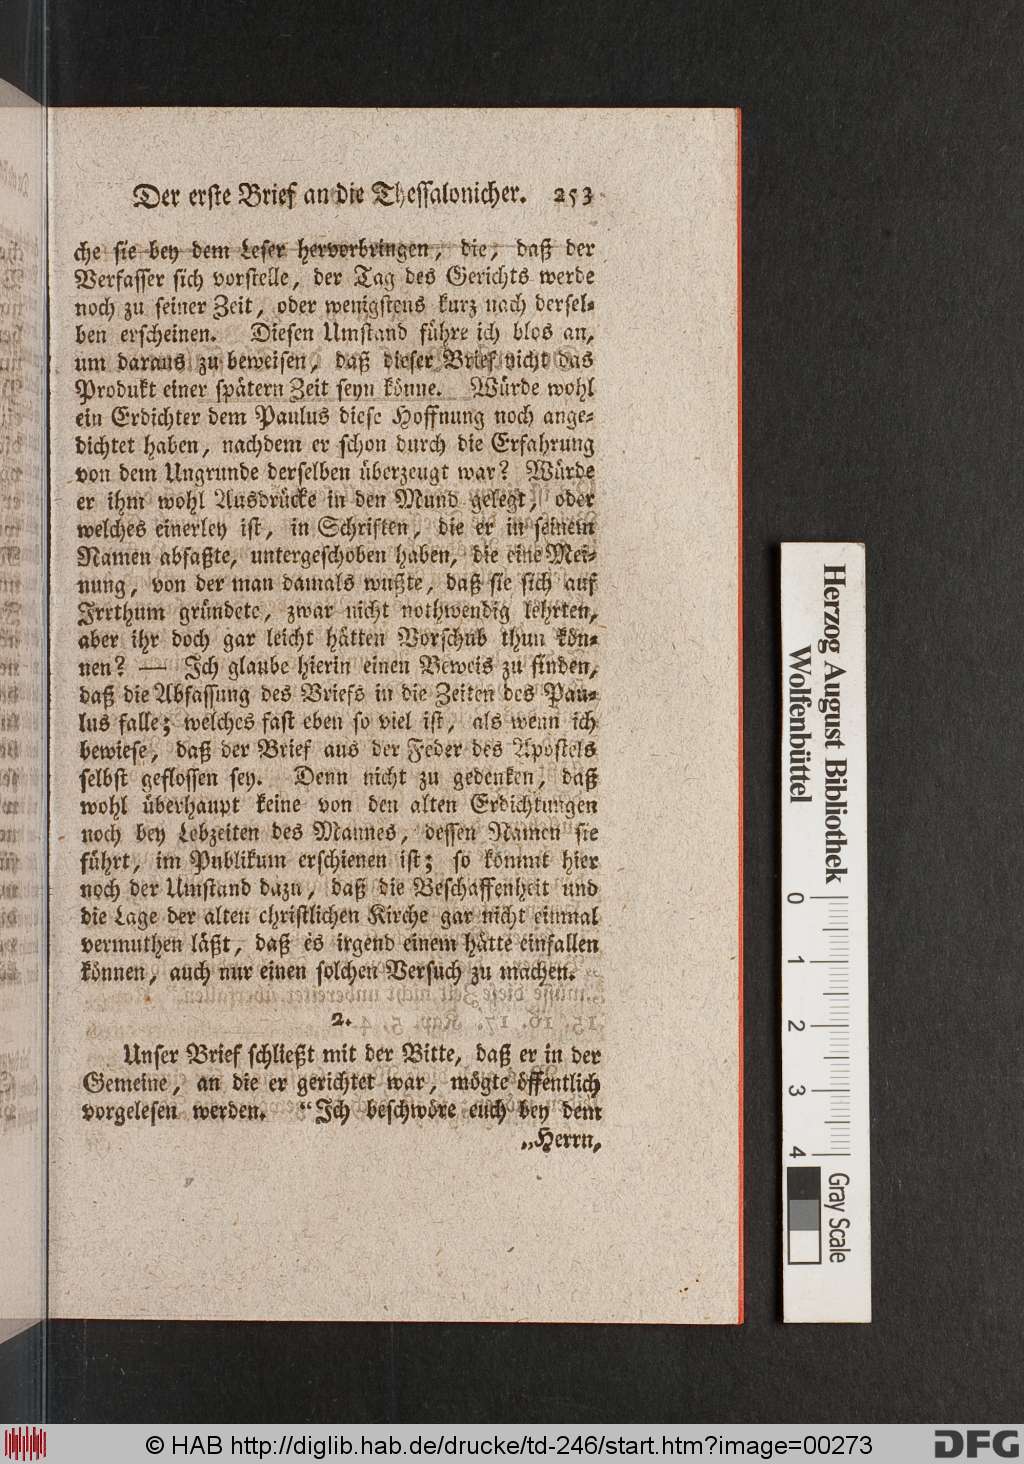 Der erste Brief an die Thessalonicher. 253
che sie bey dem Leser hervorbringen, die, daß der
Verfasser sich vorstelle, der Tag des Gerichts werde
noch zu seiner Zeit, oder wenigstens kurz nach dersel-
ben erscheinen. Diesen Umstand führe ich blos an,
um daraus zu beweisen, daß dieser Brief nicht das
Produkt einer spätern Zeit seyn könne. Würde wohl
ein Erdichter dem Paulus diese Hoffnung noch ange-
dichtet haben, nachdem er schon durch die Erfahrung
von dem Ungrunde derselben überzeugt war? Würde
er ihm wohl Ausdrücke in den Mund gelegt, oder
welches einerley ist, in Schriften, die er in seinem
Namen abfaßte, untergeschoben haben, die eine Mei-
nung, von der man damals wußte, daß sie sich auf
Irrthum gründete, zwar nicht nothwendig lehrten,
aber ihr doch gar leicht hätten Vorschub thun kön-
nen? — Ich glaube hierin einen Beweis zu finden,
daß die Abfassung des Briefs in die Zeiten des Pau-
lus falle; welches fast eben so viel ist, als wenn ich
bewiese, daß der Brief aus der Feder des Apostels
selbst geflossen sey. Denn nicht zu gedenken, daß
wohl überhaupt keine von den alten Erdichtungen
noch bey Lebzeiten des Mannes, dessen Namen sie
führt, im Publikum erschienen ist; so kömmt hier
noch der Umstand dazu, daß die Beschaffenheit und
die Lage der alten christlichen Kirche gar nicht einmal
vermuthen läßt, daß es irgend einem hätte einfallen
können, auch nur einen solchen Versuch zu machen.
2.
Unser Brief schließt mit der Bitte, daß er in der
Gemeine, an die er gerichtet war, mögte öffentlich
vorgelesen werden. “Ich beschwöre euch bey dem
„Herrn,
Herzog August Bibliothek
Wolfenbüttel
0 1 2 3 4
Gray Scale
© HAB http://diglib.hab.de/drucke/td-246/start.htm?image=00273
DFG